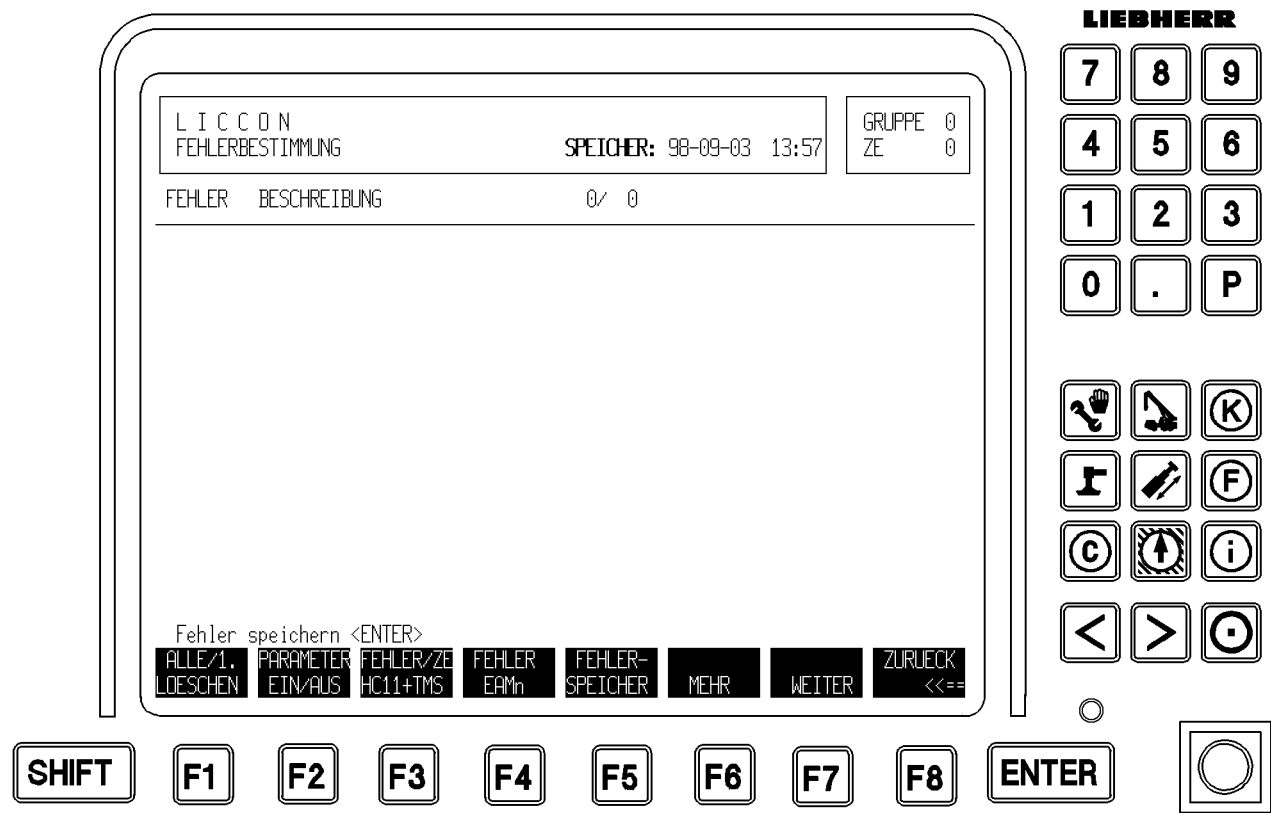 LIEBHERR
L I C C O N
FEHLERBESTIMMUNG SPEICHER: 98-09-03 13:57
GRUPPE 0
ZE 0
FEHLER BESCHREIBUNG 0/ 0
Fehler speichern <ENTER>
ALLE/1. PARAMETER FEHLER/ZE FEHLER FEHLER- ZURUECK
LOESCHEN EIN/AUS HC11+TMS EAMn SPEICHER MEHR WEITER <<==
7 8 9
4 5 6
1 2 3
0 . P
K
F
C i
< >
SHIFT F1 F2 F3 F4 F5 F6 F7 F8 ENTER